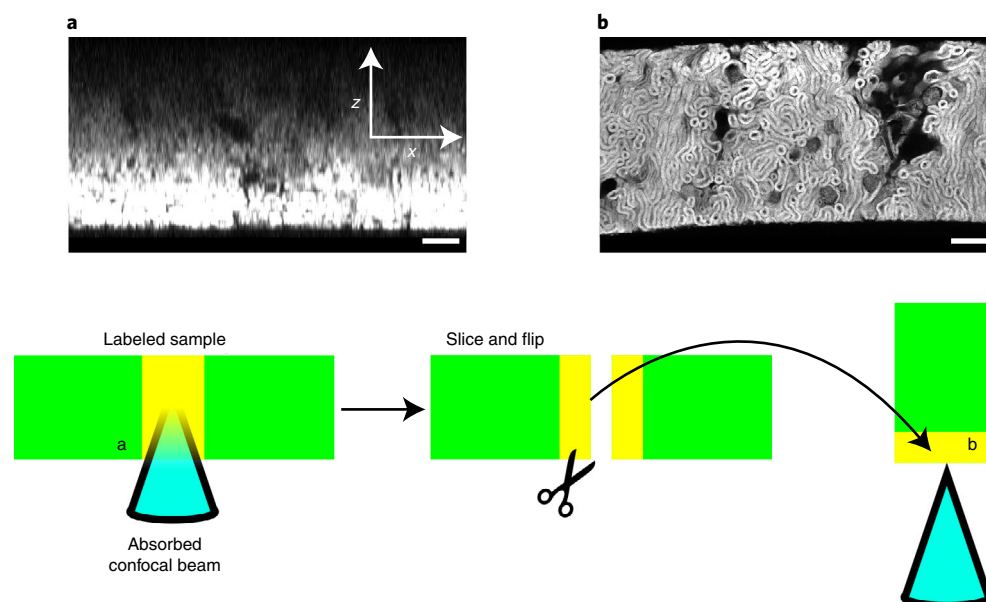 a
b
z
x
Labeled sample
Slice and flip
a
b
Absorbed
confocal beam